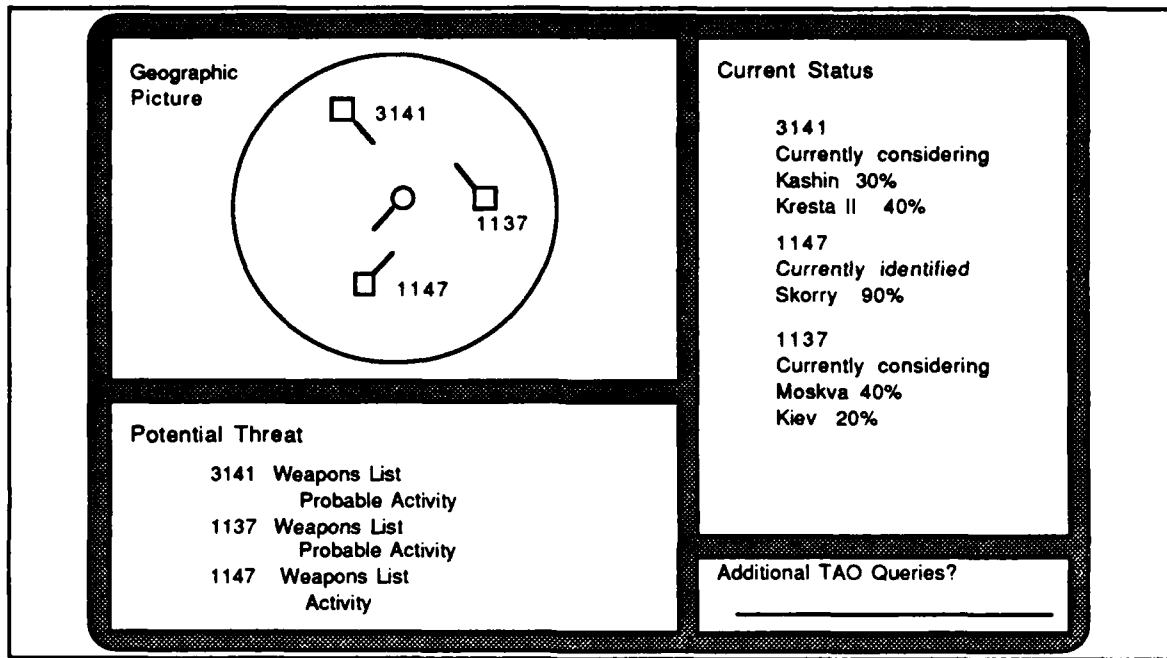 Geographic
Picture
3141
1137
1147
Potential Threat
3141 Weapons List
Probable Activity
1137 Weapons List
Probable Activity
1147 Weapons List
Activity
Current Status
3141
Currently considering
Kashin 30%
Kresta II 40%
1147
Currently identified
Skorry 90%
1137
Currently considering
Moskva 40%
Kiev 20%
Additional TAO Queries?